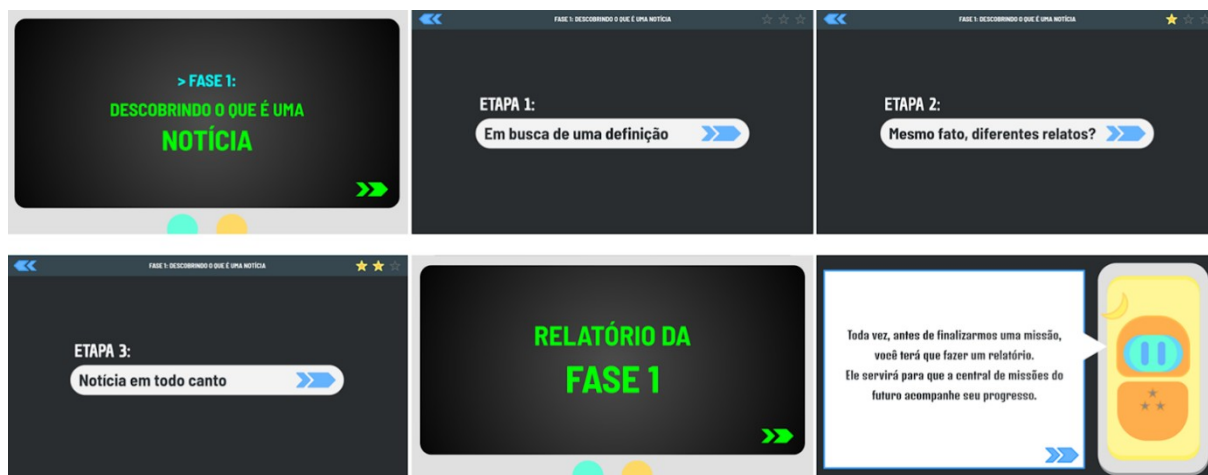 > FASE 1:
DESCOBRINDO O QUE É UMA
NOTÍCIA
FASE 1: DESCOBRINDO O QUE É UMA NOTÍCIA
ETAPA 1:
Em busca de uma definição
FASE 1: DESCOBRINDO O QUE É UMA NOTÍCIA
ETAPA 2:
Mesmo fato, diferentes relatos?
FASE 1: DESCOBRINDO O QUE É UMA NOTÍCIA
ETAPA 3:
Notícia em todo canto
RELATÓRIO DA
FASE 1
Toda vez, antes de finalizarmos uma missão,
você terá que fazer um relatório.
Ele servirá para que a central de missões do
futuro acompanhe seu progresso.